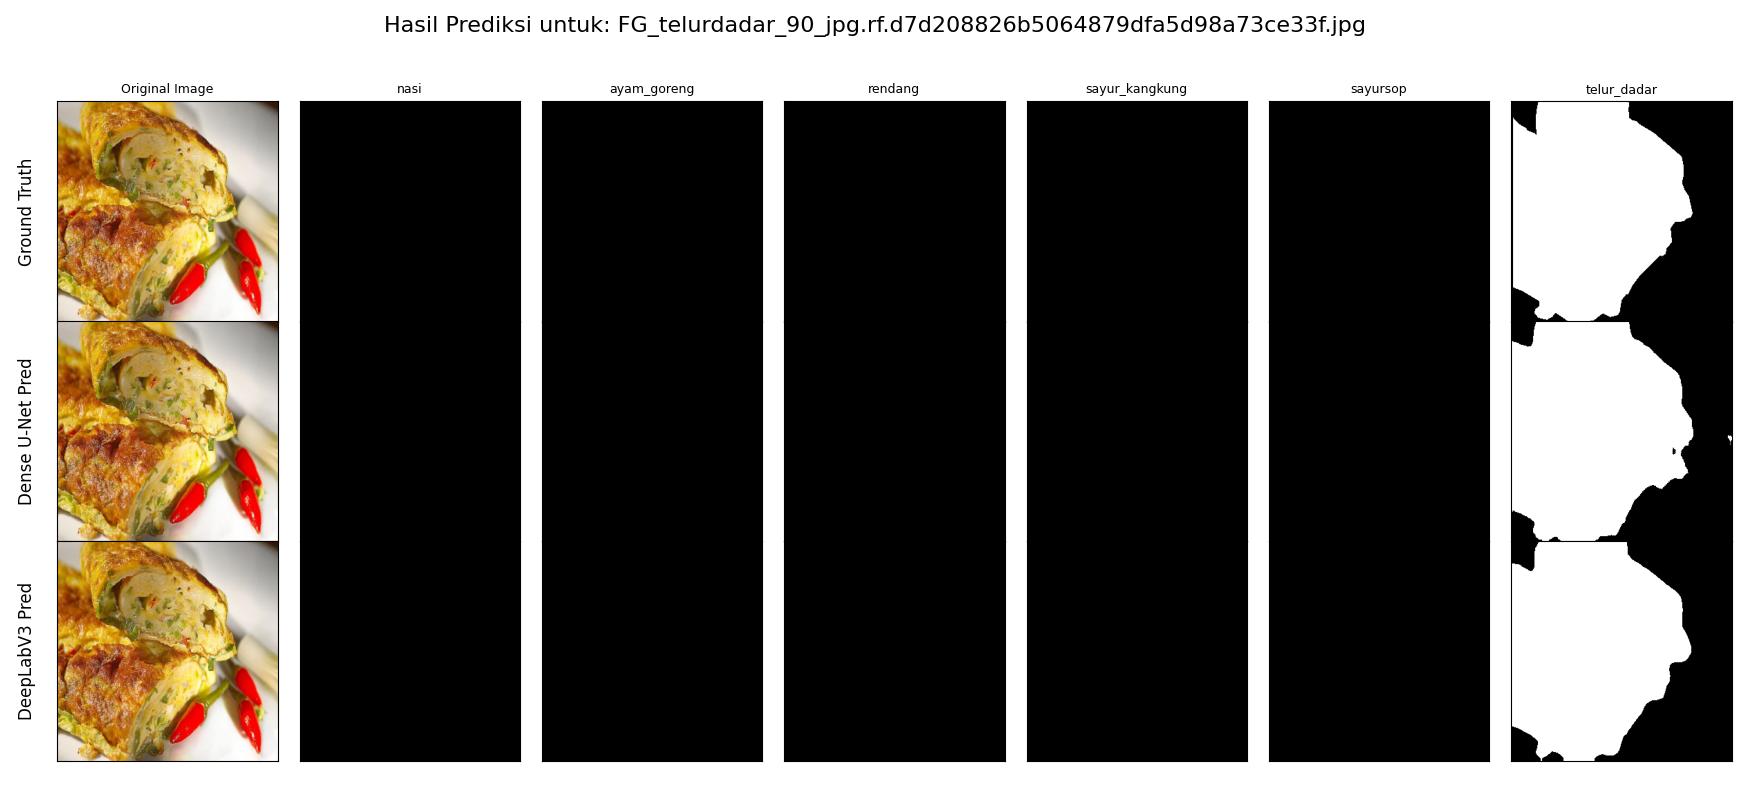 Hasil Prediksi untuk: FG_telurdadar_90_jpg.rf.d7d208826b5064879dfa5d98a73ce33f.jpg
Original Image
nasi
ayam_goreng
rendang
sayur_kangkung
sayursop
telur_dadar
Ground Truth
Dense U-Net Pred
DeepLabV3 Pred